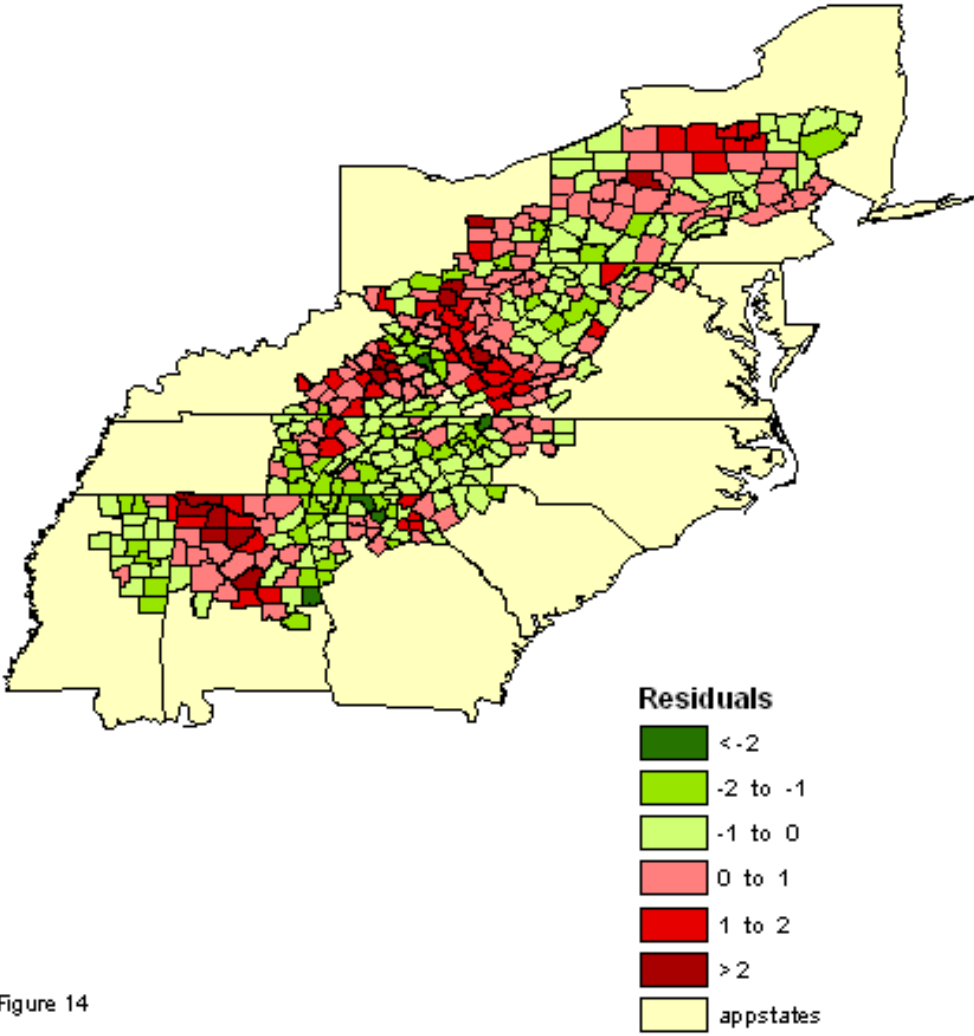 Residuals
< -2
-2 to -1
-1 to 0
0 to 1
1 to 2
> 2
appstates
Figure 14